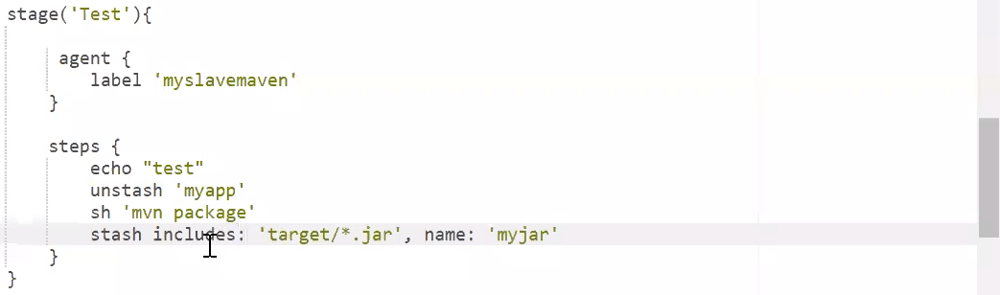 stage('Test'){
agent {
label 'myslavemaven'
}
steps {
echo "test"
unstash 'myapp'
sh 'mvn package'
stash includes: 'target/*.jar', name: 'myjar'
}
}